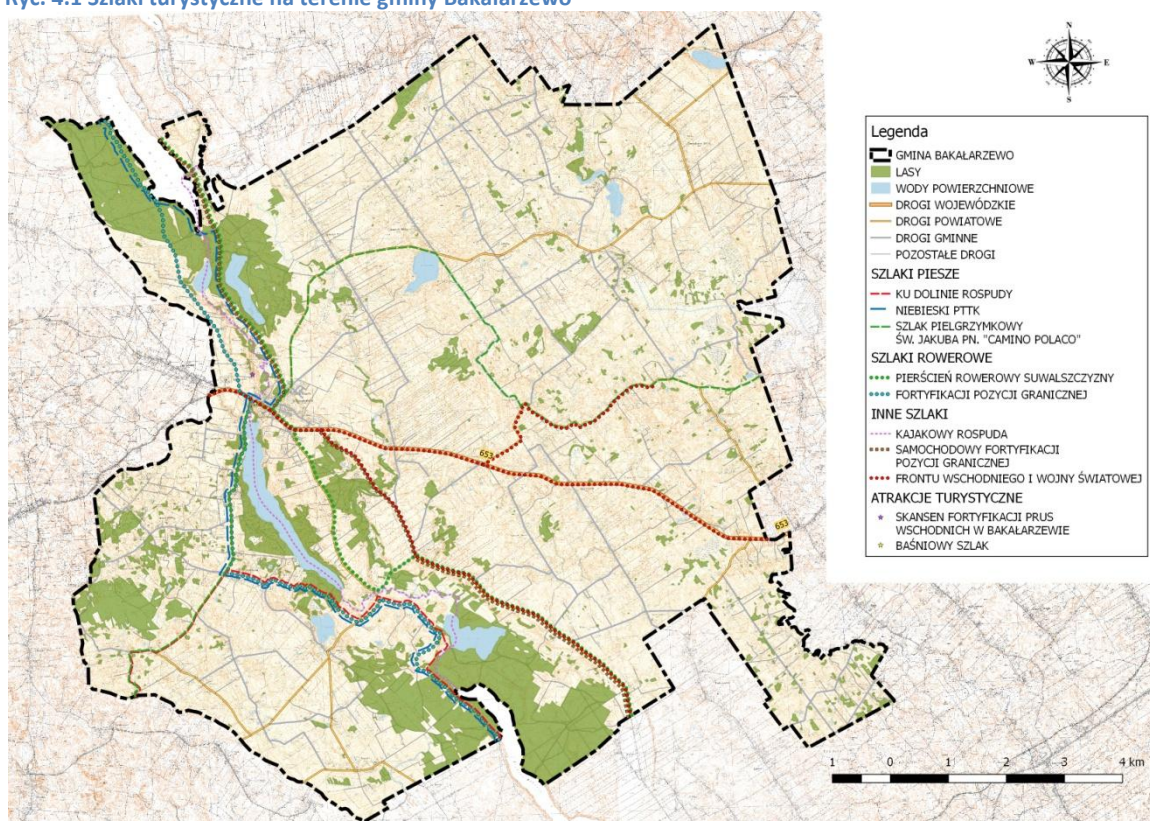 Ryc. 4.1 Szlaki turystyczne na terenie gminy Bakałarzewo
N
W
E
S
Legenda
GMINA BAKAŁARZEWO
LASY
WODY POWIERZCHNIOWE
DROGI WOJEWÓDZKIE
DROGI POWIATOWE
DROGI GMINNE
POZOSTAŁE DROGI
SZLAKI PIESZE
KU DOLINIE ROSPUDY
NIEBIESKI PTTK
SZLAK PIELGRZYMKOWY
ŚW. JAKUBA PN. "CAMINO POLACO"
SZLAKI ROWEROWE
PIERŚCIEŃ ROWEROWY SUWALSZCZYZNY
FORTYFIKACJI POZYCJI GRANICZNEJ
INNE SZLAKI
KAJAKOWY ROSPUDA
SAMOCHODOWY FORTYFIKACJI
POZYCJI GRANICZNEJ
FRONTU WSCHODNIEGO I WOJNY ŚWIATOWEJ
ATRAKCJE TURYSTYCZNE
SKANSEN FORTYFIKACJI PRUS
WSCHODNICH W BAKAŁARZEWIE
BAŚNIOWY SZLAK
653
653
1 0 1 2 3 4 km